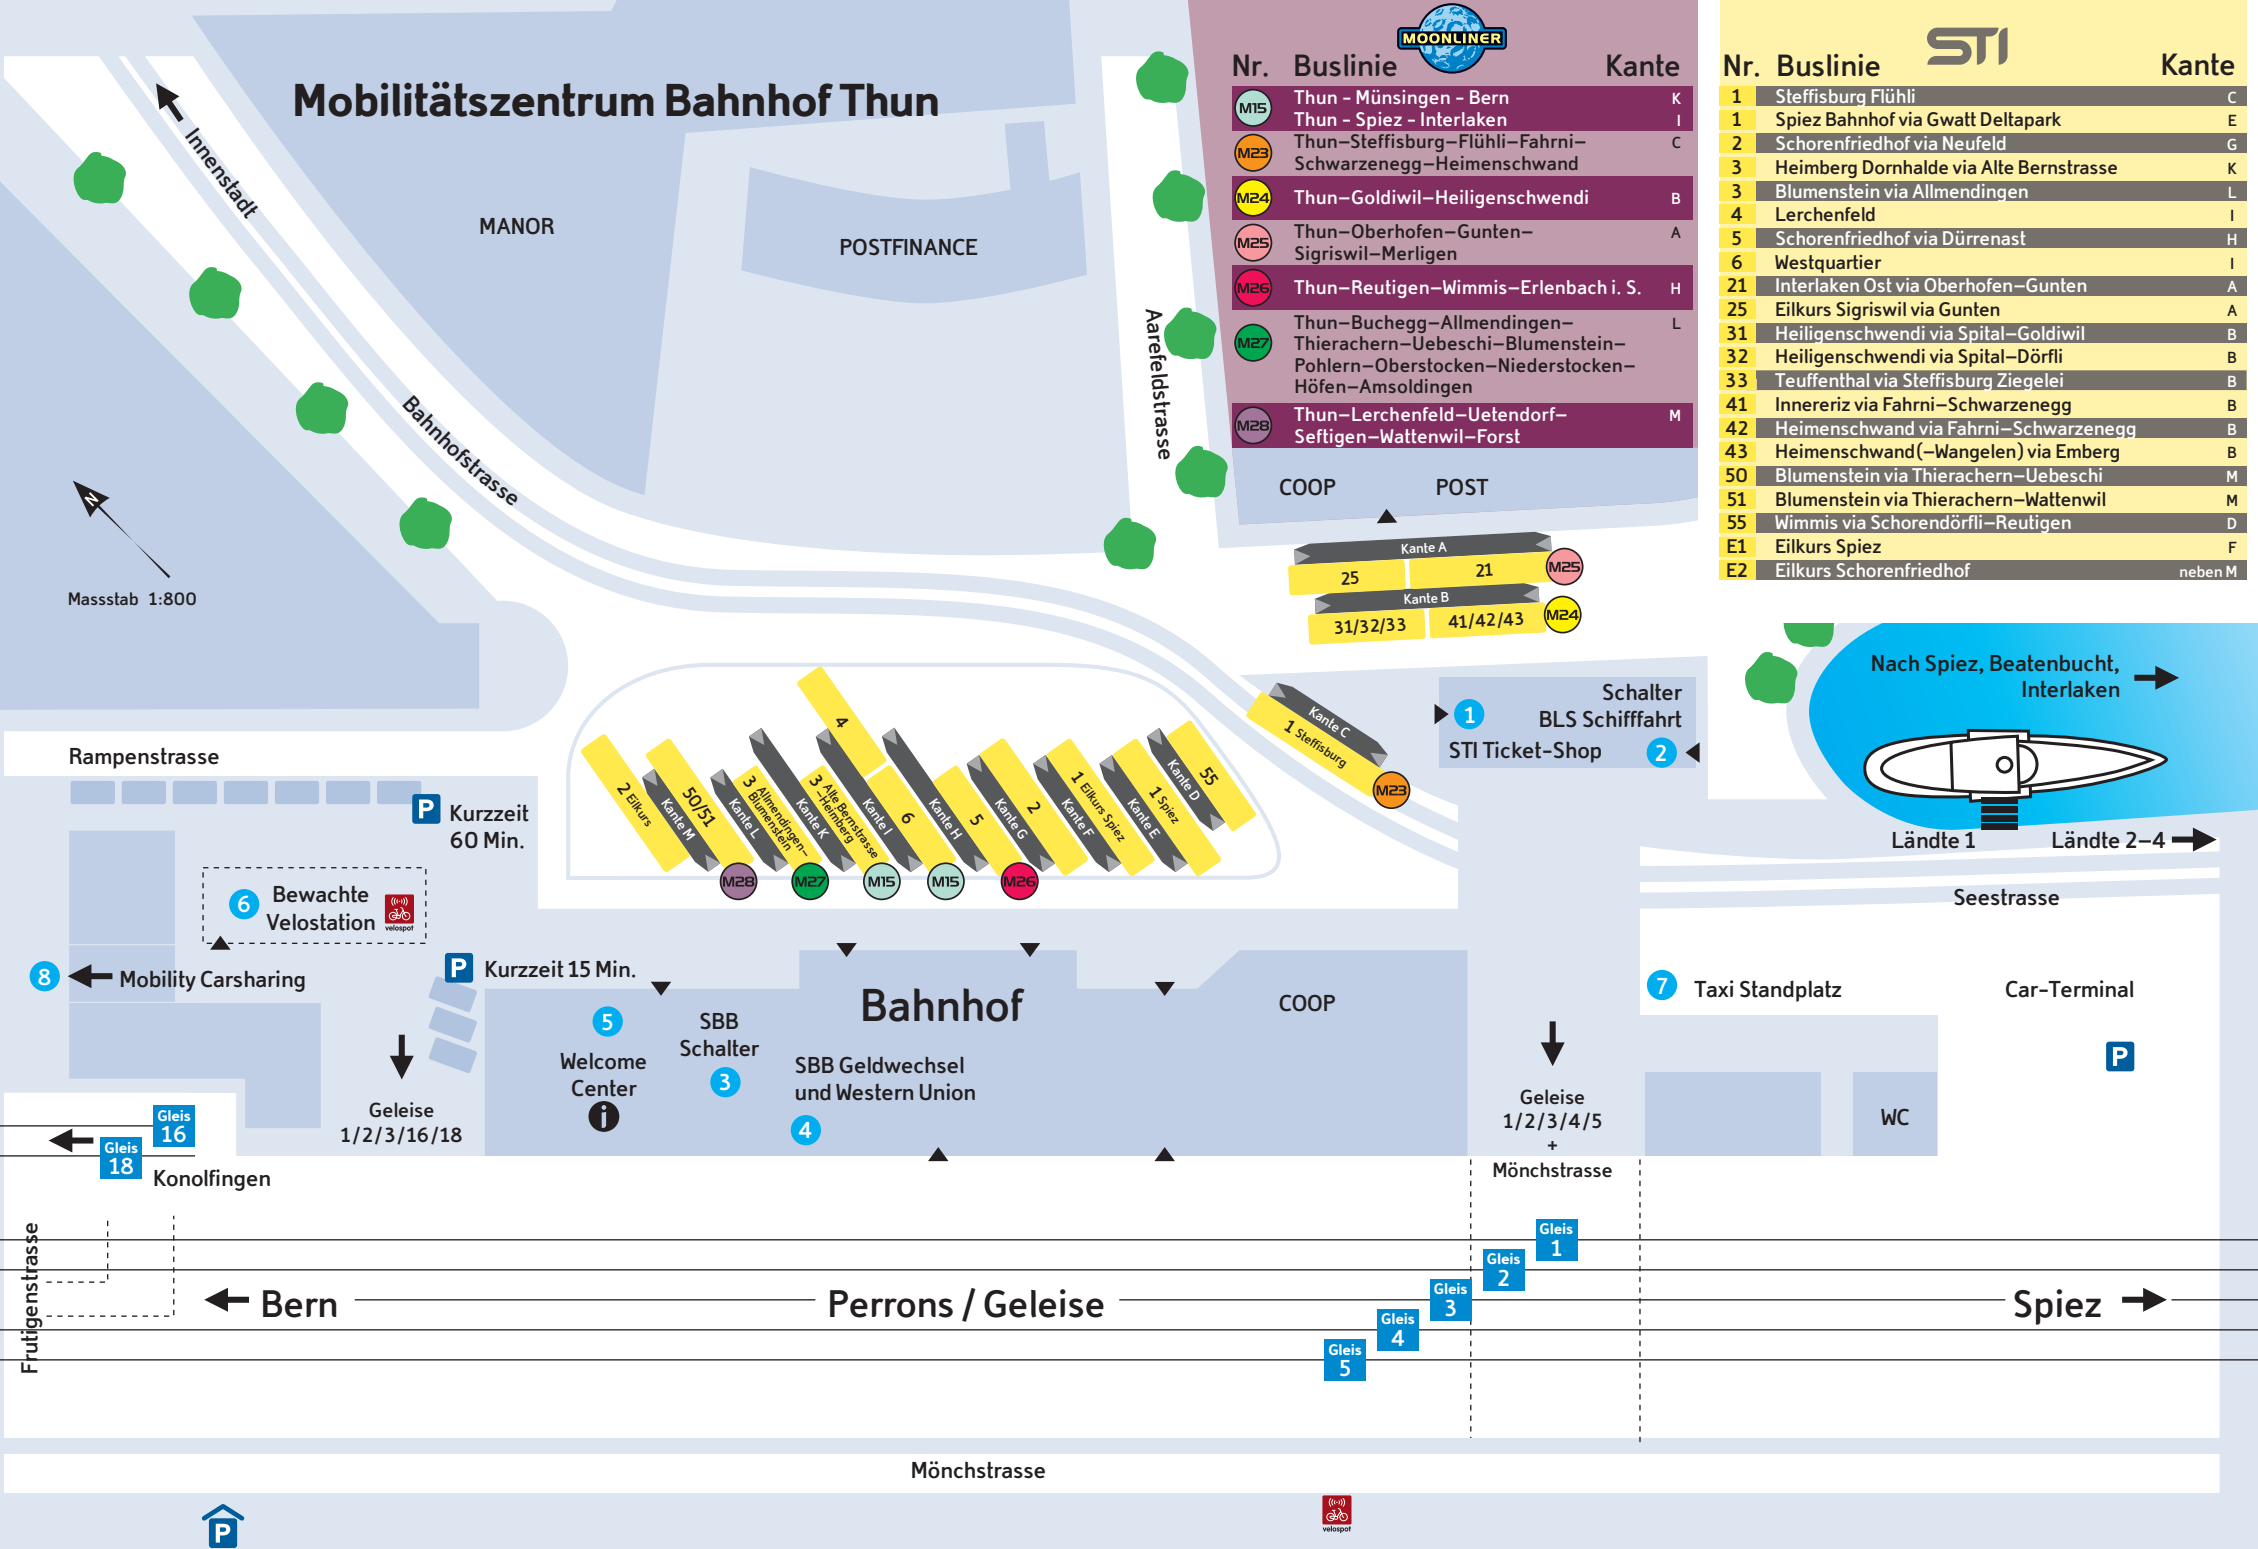 Mobilitätszentrum Bahnhof Thun
Innenstadt
MANOR
POSTFINANCE
Bahnhofstrasse
Aarefeldstrasse
N
Massstab 1:800
MOONLINER
Nr. Buslinie Kante
M15 Thun - Münsingen - Bern K
Thun - Spiez - Interlaken I
M23 Thun–Steffisburg–Flühli–Fahrni– C
Schwarzenegg–Heimenschwand
M24 Thun–Goldiwil–Heiligenschwendi B
M25 Thun–Oberhofen–Gunten– A
Sigriswil–Merligen
M26 Thun–Reutigen–Wimmis–Erlenbach i. S. H
M27 Thun–Buchegg–Allmendingen– L
Thierachern–Uebeschi–Blumenstein–
Pohlern–Oberstocken–Niederstocken–
Höfen–Amsoldingen
M28 Thun–Lerchenfeld–Uetendorf– M
Seftigen–Wattenwil–Forst
COOP POST
STI
Nr. Buslinie Kante
1 Steffisburg Flühli C
1 Spiez Bahnhof via Gwatt Deltapark E
2 Schorenfriedhof via Neufeld G
3 Heimberg Dornhalde via Alte Bernstrasse K
3 Blumenstein via Allmendingen L
4 Lerchenfeld I
5 Schorenfriedhof via Dürrenast H
6 Westquartier I
21 Interlaken Ost via Oberhofen–Gunten A
25 Eilkurs Sigriswil via Gunten A
31 Heiligenschwendi via Spital–Goldiwil B
32 Heiligenschwendi via Spital–Dörfli B
33 Teuffenthal via Steffisburg Ziegelei B
41 Innereriz via Fahrni–Schwarzenegg B
42 Heimenschwand via Fahrni–Schwarzenegg B
43 Heimenschwand(–Wangelen) via Emberg B
50 Blumenstein via Thierachern–Uebeschi M
51 Blumenstein via Thierachern–Wattenwil M
55 Wimmis via Schorendörfli–Reutigen D
E1 Eilkurs Spiez F
E2 Eilkurs Schorenfriedhof neben M
Kante A
25 21 M25
Kante B
31/32/33 41/42/43 M24
Kante C
1 Steffisburg
M23
2 Eilkurs
Kante M
50/51
Kante L
3 Allmendingen–
Blumenstein
Kante K
3 Alte Bernstrasse
–Heimberg
4
Kante I
6
Kante H
5
Kante G
2
Kante F
1 Eilkurs Spiez
Kante E
1 Spiez
Kante D
55
M28 M27 M15 M15 M26
1 Schalter
BLS Schifffahrt
STI Ticket-Shop 2
Nach Spiez, Beatenbucht,
Interlaken
Ländte 1 Ländte 2–4
Seestrasse
Rampenstrasse
P Kurzzeit
60 Min.
6 Bewachte
Velostation
velospot
8 Mobility Carsharing
P Kurzzeit 15 Min.
5
Welcome
Center
i
SBB
Schalter
3
Bahnhof
SBB Geldwechsel
und Western Union
4
COOP
7 Taxi Standplatz
Car-Terminal
P
WC
Geleise
1/2/3/16/18
Geleise
1/2/3/4/5
+
Mönchstrasse
Gleis
16
Gleis
18
Konolfingen
Frutigenstrasse
Gleis
1
Gleis
2
Gleis
3
Gleis
4
Gleis
5
Bern
Perrons / Geleise
Spiez
Mönchstrasse
P
velospot